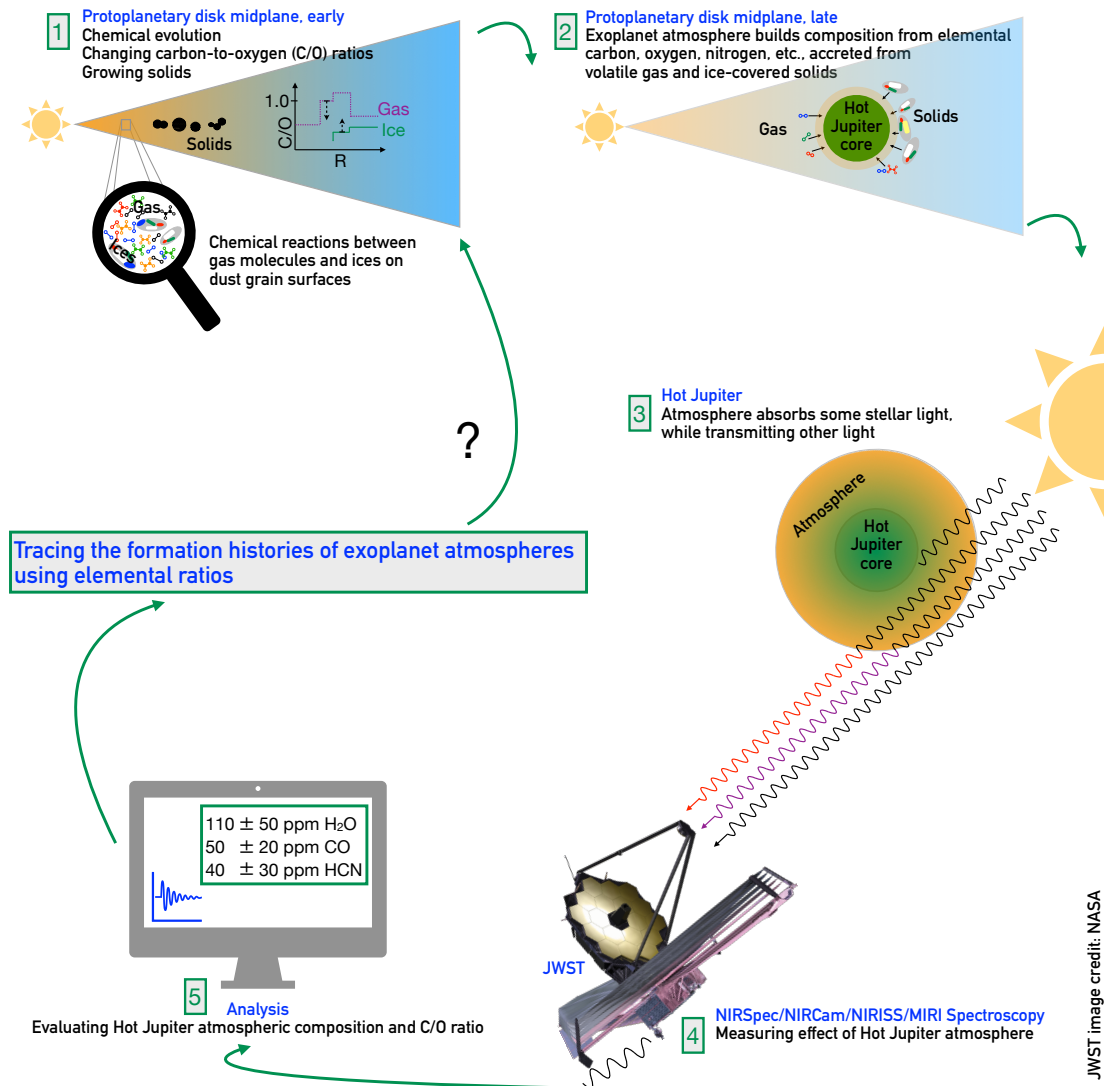 1
Protoplanetary disk midplane, early
Chemical evolution
Changing carbon-to-oxygen (C/O) ratios
Growing solids
1.0
C/O
Gas
Ice
R
Solids
Gas
Ices
Chemical reactions between
gas molecules and ices on
dust grain surfaces
2
Protoplanetary disk midplane, late
Exoplanet atmosphere builds composition from elemental
carbon, oxygen, nitrogen, etc., accreted from
volatile gas and ice-covered solids
Gas
Hot
Jupiter
core
Solids
3
Hot Jupiter
Atmosphere absorbs some stellar light,
while transmitting other light
Atmosphere
Hot
Jupiter
core
?
Tracing the formation histories of exoplanet atmospheres
using elemental ratios
110 ± 50 ppm H₂O
50 ± 20 ppm CO
40 ± 30 ppm HCN
5
Analysis
Evaluating Hot Jupiter atmospheric composition and C/O ratio
JWST
4
NIRSpec/NIRCam/NIRISS/MIRI Spectroscopy
Measuring effect of Hot Jupiter atmosphere
JWST image credit: NASA